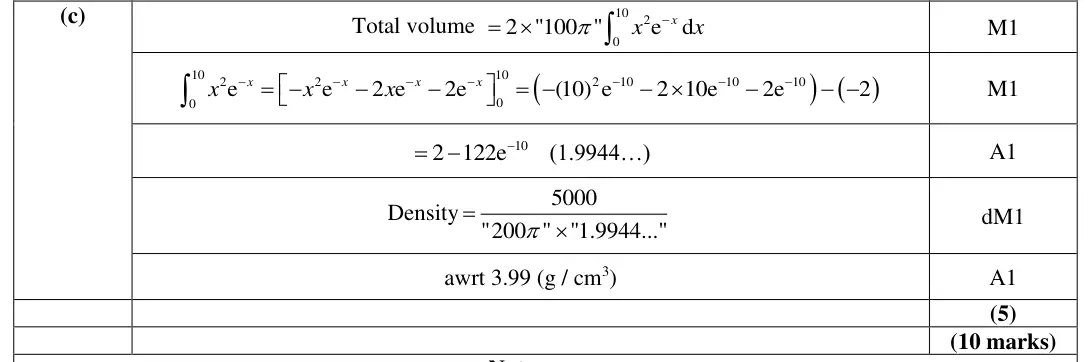 (c) Total volume = 2 × "100π" ∫₀¹⁰ x²e⁻ˣ dx M1
∫₀¹⁰ x²e⁻ˣ = [−x²e⁻ˣ − 2xe⁻ˣ − 2e⁻ˣ]₀¹⁰ = (−(10)²e⁻¹⁰ − 2×10e⁻¹⁰ − 2e⁻¹⁰) − (−2) M1
= 2 − 122e⁻¹⁰ (1.9944…) A1
Density = 5000 / "200π" × "1.9944..." dM1
awrt 3.99 (g / cm³) A1
(5)
(10 marks)